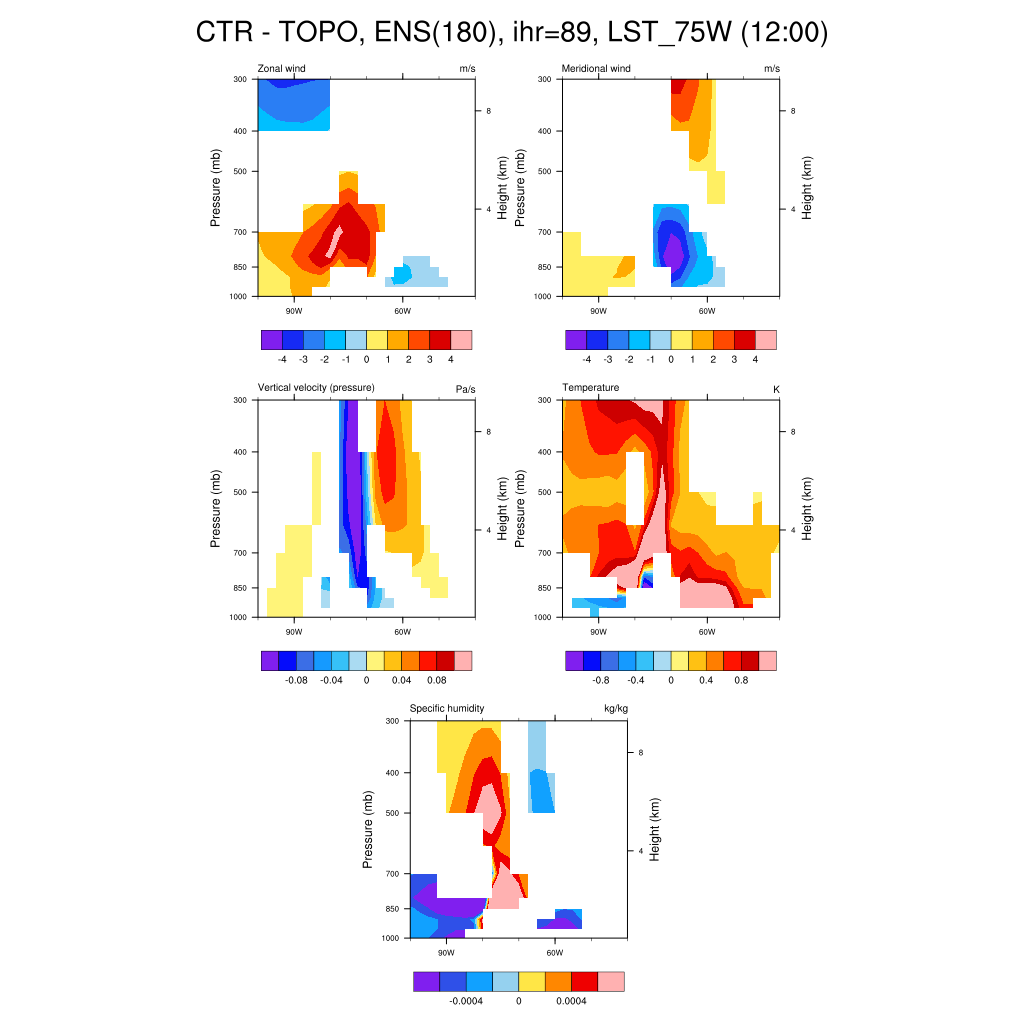 CTR - TOPO, ENS(180), ihr=89, LST_75W (12:00)
Zonal wind m/s
Meridional wind m/s
300
400
500
700
850
1000
8
4
Pressure (mb)
Height (km)
90W 60W
300
400
500
700
850
1000
8
4
Pressure (mb)
Height (km)
90W 60W
-4 -3 -2 -1 0 1 2 3 4
-4 -3 -2 -1 0 1 2 3 4
Vertical velocity (pressure) Pa/s
Temperature K
300
400
500
700
850
1000
8
4
Pressure (mb)
Height (km)
90W 60W
300
400
500
700
850
1000
8
4
Pressure (mb)
Height (km)
90W 60W
-0.08 -0.04 0 0.04 0.08
-0.8 -0.4 0 0.4 0.8
Specific humidity kg/kg
300
400
500
700
850
1000
8
4
Pressure (mb)
Height (km)
90W 60W
-0.0004 0 0.0004